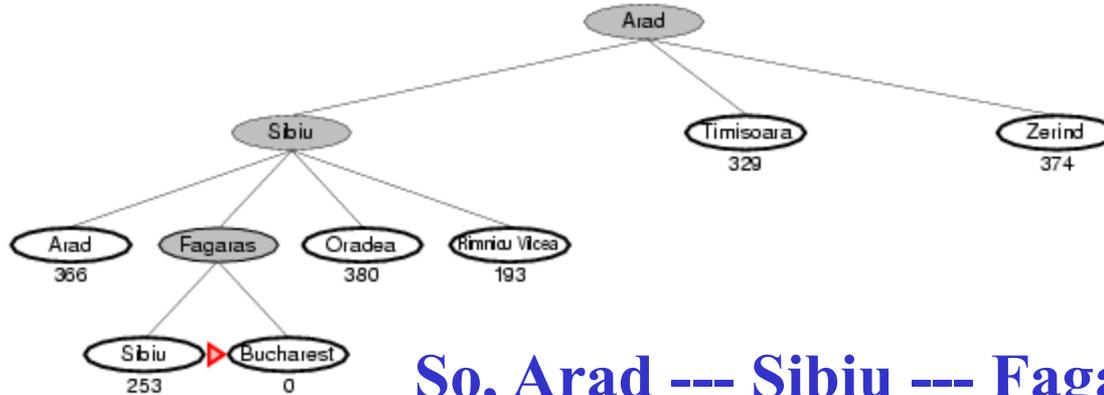 Arad
Sibiu Timisoara Zerind
329 374
Arad Fagaras Oradea Rimnicu Vilcea
366 380 193
Sibiu Bucharest
253 0
So, Arad --- Sibiu --- Faga